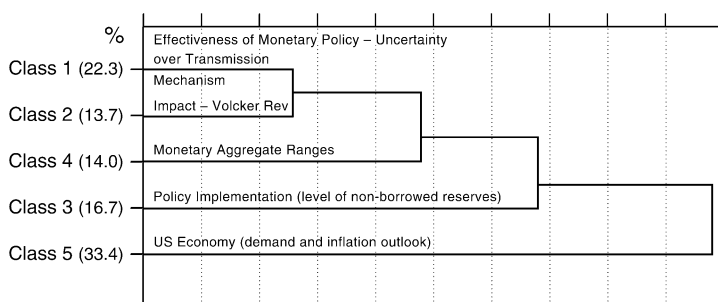 %
Effectiveness of Monetary Policy – Uncertainty
over Transmission
Class 1 (22.3)
Mechanism
Impact – Volcker Rev
Class 2 (13.7)
Monetary Aggregate Ranges
Class 4 (14.0)
Policy Implementation (level of non-borrowed reserves)
Class 3 (16.7)
US Economy (demand and inflation outlook)
Class 5 (33.4)